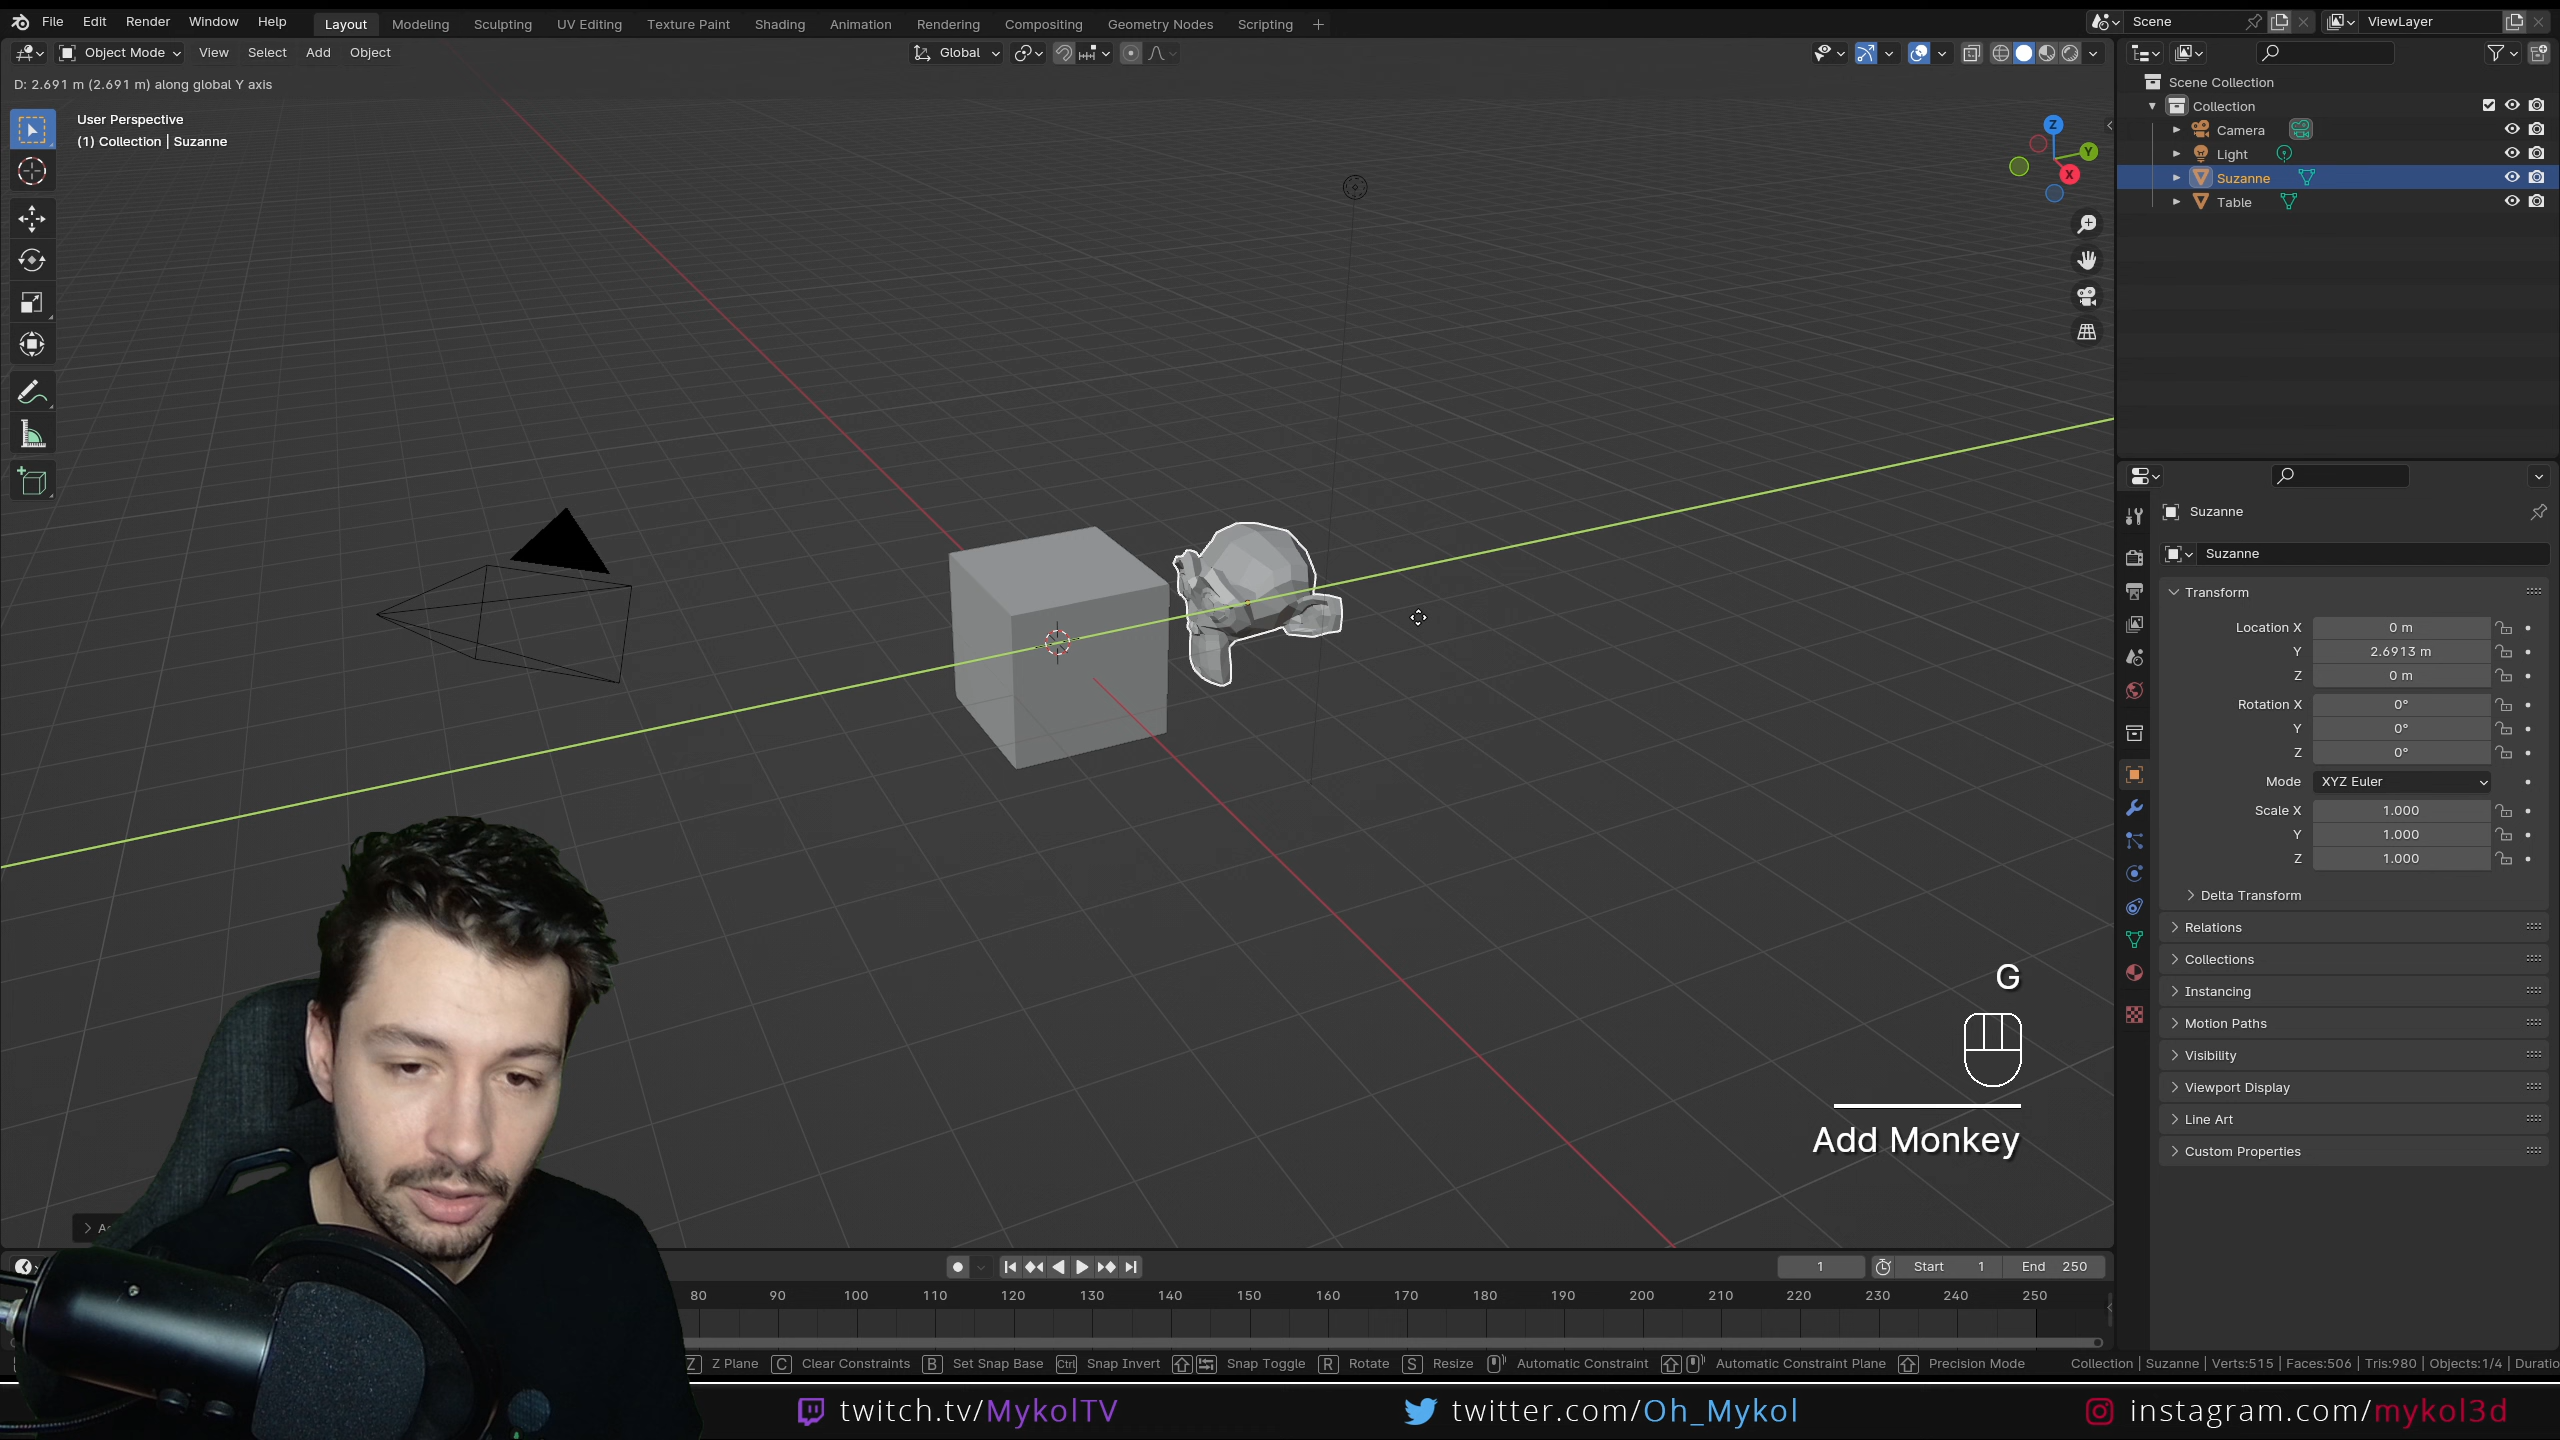 File Edit Render Window Help Layout Modeling Sculpting UV Editing Texture Paint Shading Animation Rendering Compositing Geometry Nodes Scripting Scene ViewLayer
Object Mode View Select Add Object Global
D: 2.691 m (2.691 m) along global Y axis
User Perspective
(1) Collection | Suzanne
Z
Y
X
Scene Collection
Collection
Camera
Light
Suzanne
Table
Suzanne
Suzanne
Transform
Location X 0 m
Y 2.6913 m
Z 0 m
Rotation X 0°
Y 0°
Z 0°
Mode XYZ Euler
Scale X 1.000
Y 1.000
Z 1.000
Delta Transform
Relations
Collections
Instancing
Motion Paths
Visibility
Viewport Display
Line Art
Custom Properties
G
Add Monkey
1 Start 1 End 250
80 90 100 110 120 130 140 150 160 170 180 190 200 210 220 230 240 250
Z Z Plane C Clear Constraints B Set Snap Base Ctrl Snap Invert Snap Toggle R Rotate S Resize Automatic Constraint Automatic Constraint Plane Precision Mode Collection | Suzanne | Verts:515 | Faces:506 | Tris:980 | Objects:1/4 | Duratio
twitch.tv/MykolTV twitter.com/Oh_Mykol instagram.com/mykol3d